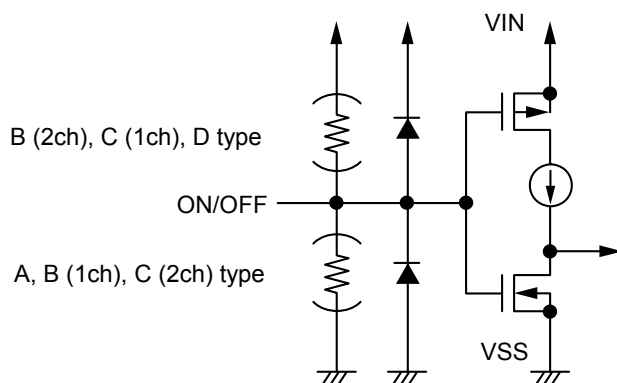 VIN
B (2ch), C (1ch), D type
ON/OFF
A, B (1ch), C (2ch) type
VSS